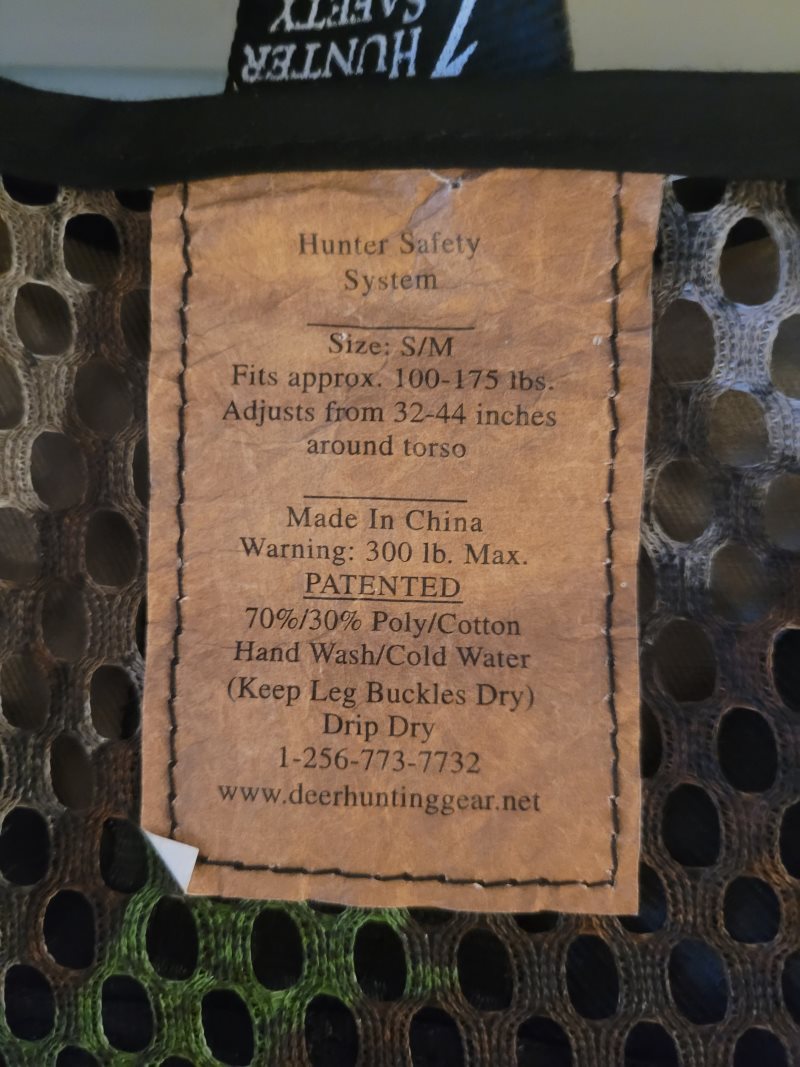 HUNTER
SAFETY
Hunter Safety
System
Size: S/M
Fits approx. 100-175 lbs.
Adjusts from 32-44 inches
around torso
Made In China
Warning: 300 lb. Max.
PATENTED
70%/30% Poly/Cotton
Hand Wash/Cold Water
(Keep Leg Buckles Dry)
Drip Dry
1-256-773-7732
www.deerhuntinggear.net